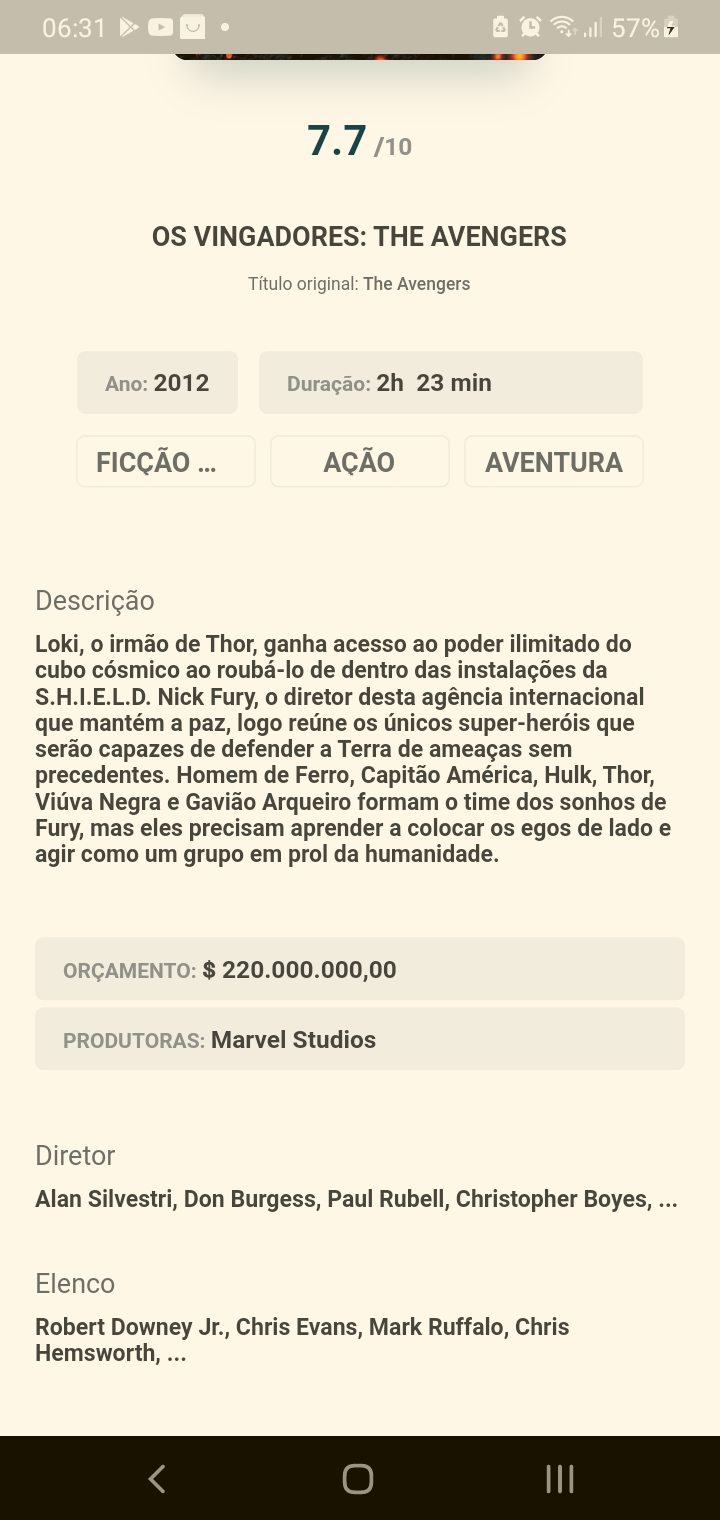 06:31
57%
7.7 /10
OS VINGADORES: THE AVENGERS
Título original: The Avengers
Ano: 2012
Duração: 2h  23 min
FICÇÃO ...
AÇÃO
AVENTURA
Descrição
Loki, o irmão de Thor, ganha acesso ao poder ilimitado do
cubo cósmico ao roubá-lo de dentro das instalações da
S.H.I.E.L.D. Nick Fury, o diretor desta agência internacional
que mantém a paz, logo reúne os únicos super-heróis que
serão capazes de defender a Terra de ameaças sem
precedentes. Homem de Ferro, Capitão América, Hulk, Thor,
Viúva Negra e Gavião Arqueiro formam o time dos sonhos de
Fury, mas eles precisam aprender a colocar os egos de lado e
agir como um grupo em prol da humanidade.
ORÇAMENTO: $ 220.000.000,00
PRODUTORAS: Marvel Studios
Diretor
Alan Silvestri, Don Burgess, Paul Rubell, Christopher Boyes, ...
Elenco
Robert Downey Jr., Chris Evans, Mark Ruffalo, Chris
Hemsworth, ...